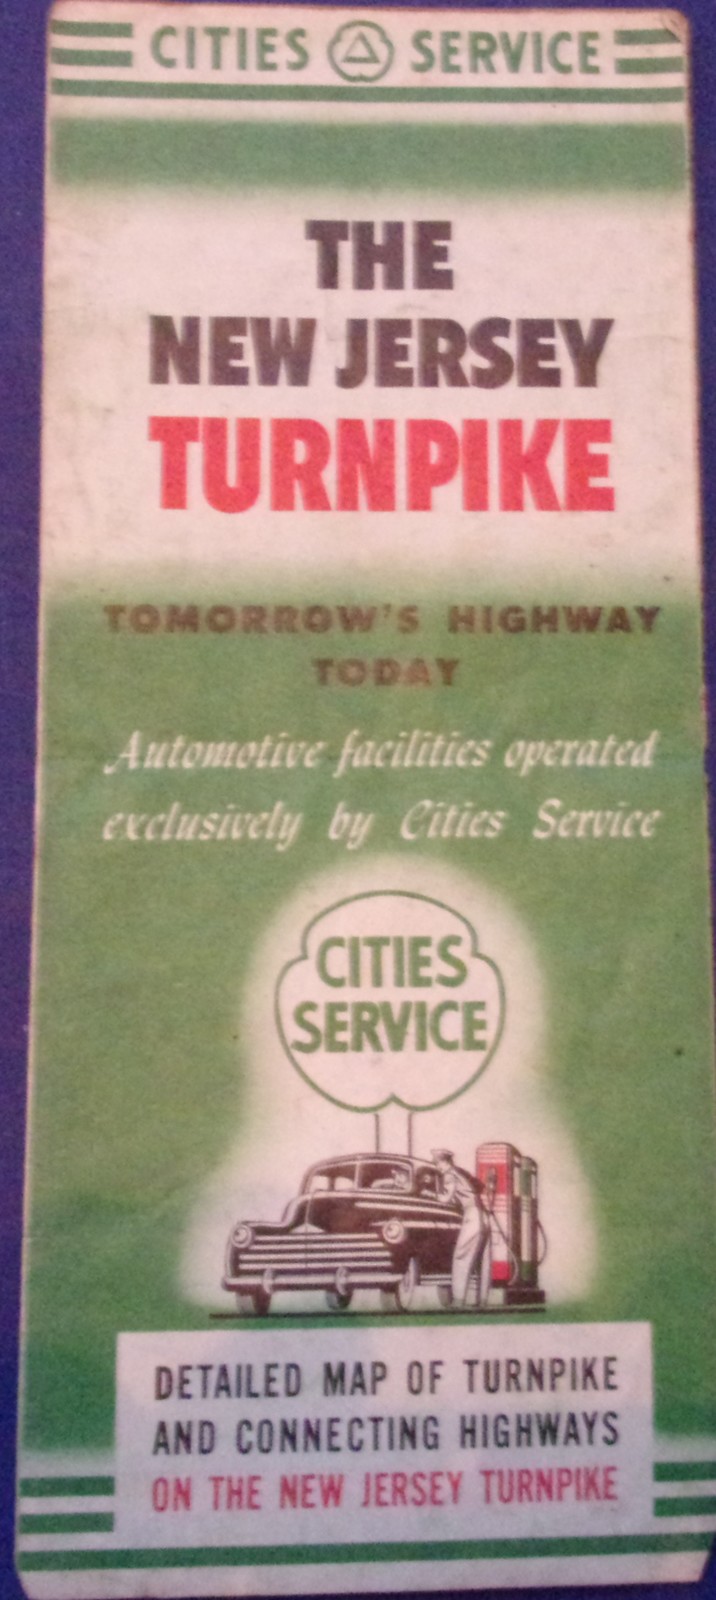 CITIES SERVICE
THE
NEW JERSEY
TURNPIKE
TOMORROW'S HIGHWAY
TODAY
Automotive facilities operated
exclusively by Cities Service
CITIES
SERVICE
DETAILED MAP OF TURNPIKE
AND CONNECTING HIGHWAYS
ON THE NEW JERSEY TURNPIKE